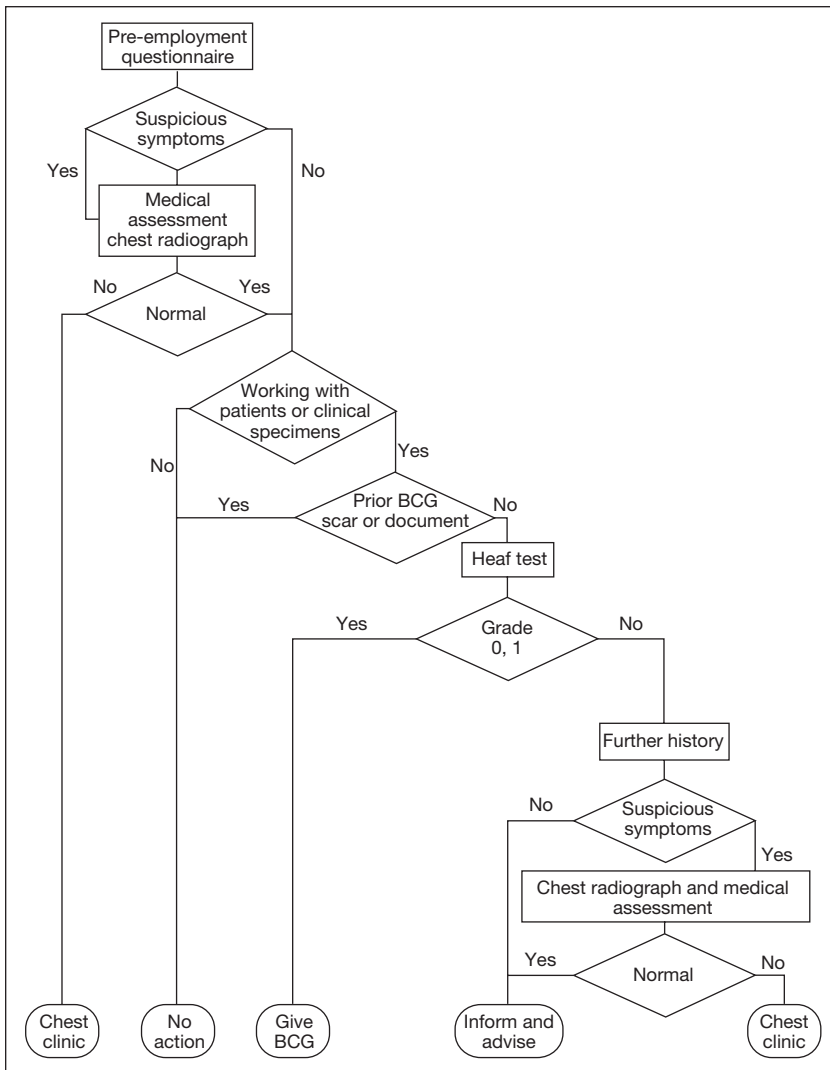 Pre-employment
questionnaire
Suspicious
symptoms
Yes
No
Medical
assessment
chest radiograph
No
Yes
Normal
Working with
patients or clinical
specimens
Yes
No
Yes
Prior BCG
scar or document
No
Heaf test
Yes
Grade
0, 1
No
Further history
No
Suspicious
symptoms
Yes
Chest radiograph and medical
assessment
Yes
Normal
No
Chest
clinic
No
action
Give
BCG
Inform and
advise
Chest
clinic